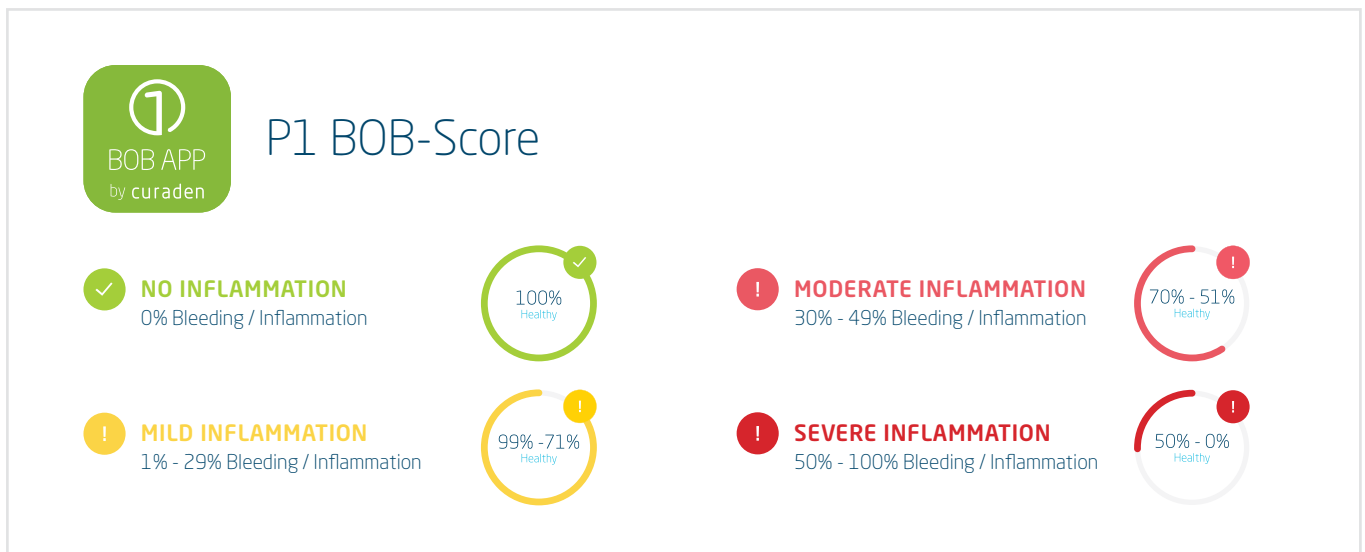 1
BOB APP
by curaden
P1 BOB-Score
NO INFLAMMATION
0% Bleeding / Inflammation
100%
Healthy
MILD INFLAMMATION
1% - 29% Bleeding / Inflammation
99% -71%
Healthy
MODERATE INFLAMMATION
30% - 49% Bleeding / Inflammation
70% - 51%
Healthy
SEVERE INFLAMMATION
50% - 100% Bleeding / Inflammation
50% - 0%
Healthy